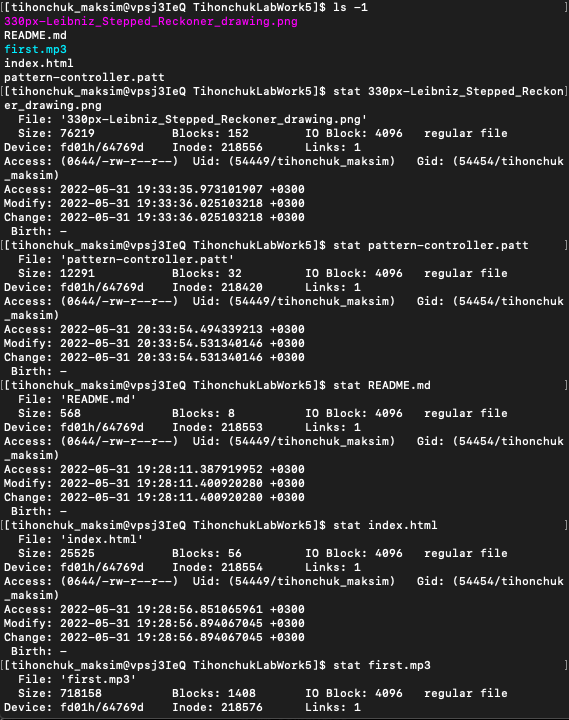 [[tihonchuk_maksim@vpsj3IeQ TihonchukLabWork5]$ ls -1 ]
330px-Leibniz_Stepped_Reckoner_drawing.png
README.md
first.mp3
index.html
pattern-controller.patt
[[tihonchuk_maksim@vpsj3IeQ TihonchukLabWork5]$ stat 330px-Leibniz_Stepped_Reckon]
er_drawing.png
File: '330px-Leibniz_Stepped_Reckoner_drawing.png'
Size: 76219 Blocks: 152 IO Block: 4096 regular file
Device: fd01h/64769d Inode: 218556 Links: 1
Access: (0644/-rw-r--r--) Uid: (54449/tihonchuk_maksim) Gid: (54454/tihonchuk
_maksim)
Access: 2022-05-31 19:33:35.973101907 +0300
Modify: 2022-05-31 19:33:36.025103218 +0300
Change: 2022-05-31 19:33:36.025103218 +0300
Birth: -
[[tihonchuk_maksim@vpsj3IeQ TihonchukLabWork5]$ stat pattern-controller.patt ]
File: 'pattern-controller.patt'
Size: 12291 Blocks: 32 IO Block: 4096 regular file
Device: fd01h/64769d Inode: 218420 Links: 1
Access: (0644/-rw-r--r--) Uid: (54449/tihonchuk_maksim) Gid: (54454/tihonchuk
_maksim)
Access: 2022-05-31 20:33:54.494339213 +0300
Modify: 2022-05-31 20:33:54.531340146 +0300
Change: 2022-05-31 20:33:54.531340146 +0300
Birth: -
[[tihonchuk_maksim@vpsj3IeQ TihonchukLabWork5]$ stat README.md ]
File: 'README.md'
Size: 568 Blocks: 8 IO Block: 4096 regular file
Device: fd01h/64769d Inode: 218553 Links: 1
Access: (0644/-rw-r--r--) Uid: (54449/tihonchuk_maksim) Gid: (54454/tihonchuk
_maksim)
Access: 2022-05-31 19:28:11.387919952 +0300
Modify: 2022-05-31 19:28:11.400920280 +0300
Change: 2022-05-31 19:28:11.400920280 +0300
Birth: -
[[tihonchuk_maksim@vpsj3IeQ TihonchukLabWork5]$ stat index.html ]
File: 'index.html'
Size: 25525 Blocks: 56 IO Block: 4096 regular file
Device: fd01h/64769d Inode: 218554 Links: 1
Access: (0644/-rw-r--r--) Uid: (54449/tihonchuk_maksim) Gid: (54454/tihonchuk
_maksim)
Access: 2022-05-31 19:28:56.851065961 +0300
Modify: 2022-05-31 19:28:56.894067045 +0300
Change: 2022-05-31 19:28:56.894067045 +0300
Birth: -
[[tihonchuk_maksim@vpsj3IeQ TihonchukLabWork5]$ stat first.mp3 ]
File: 'first.mp3'
Size: 718158 Blocks: 1408 IO Block: 4096 regular file
Device: fd01h/64769d Inode: 218576 Links: 1